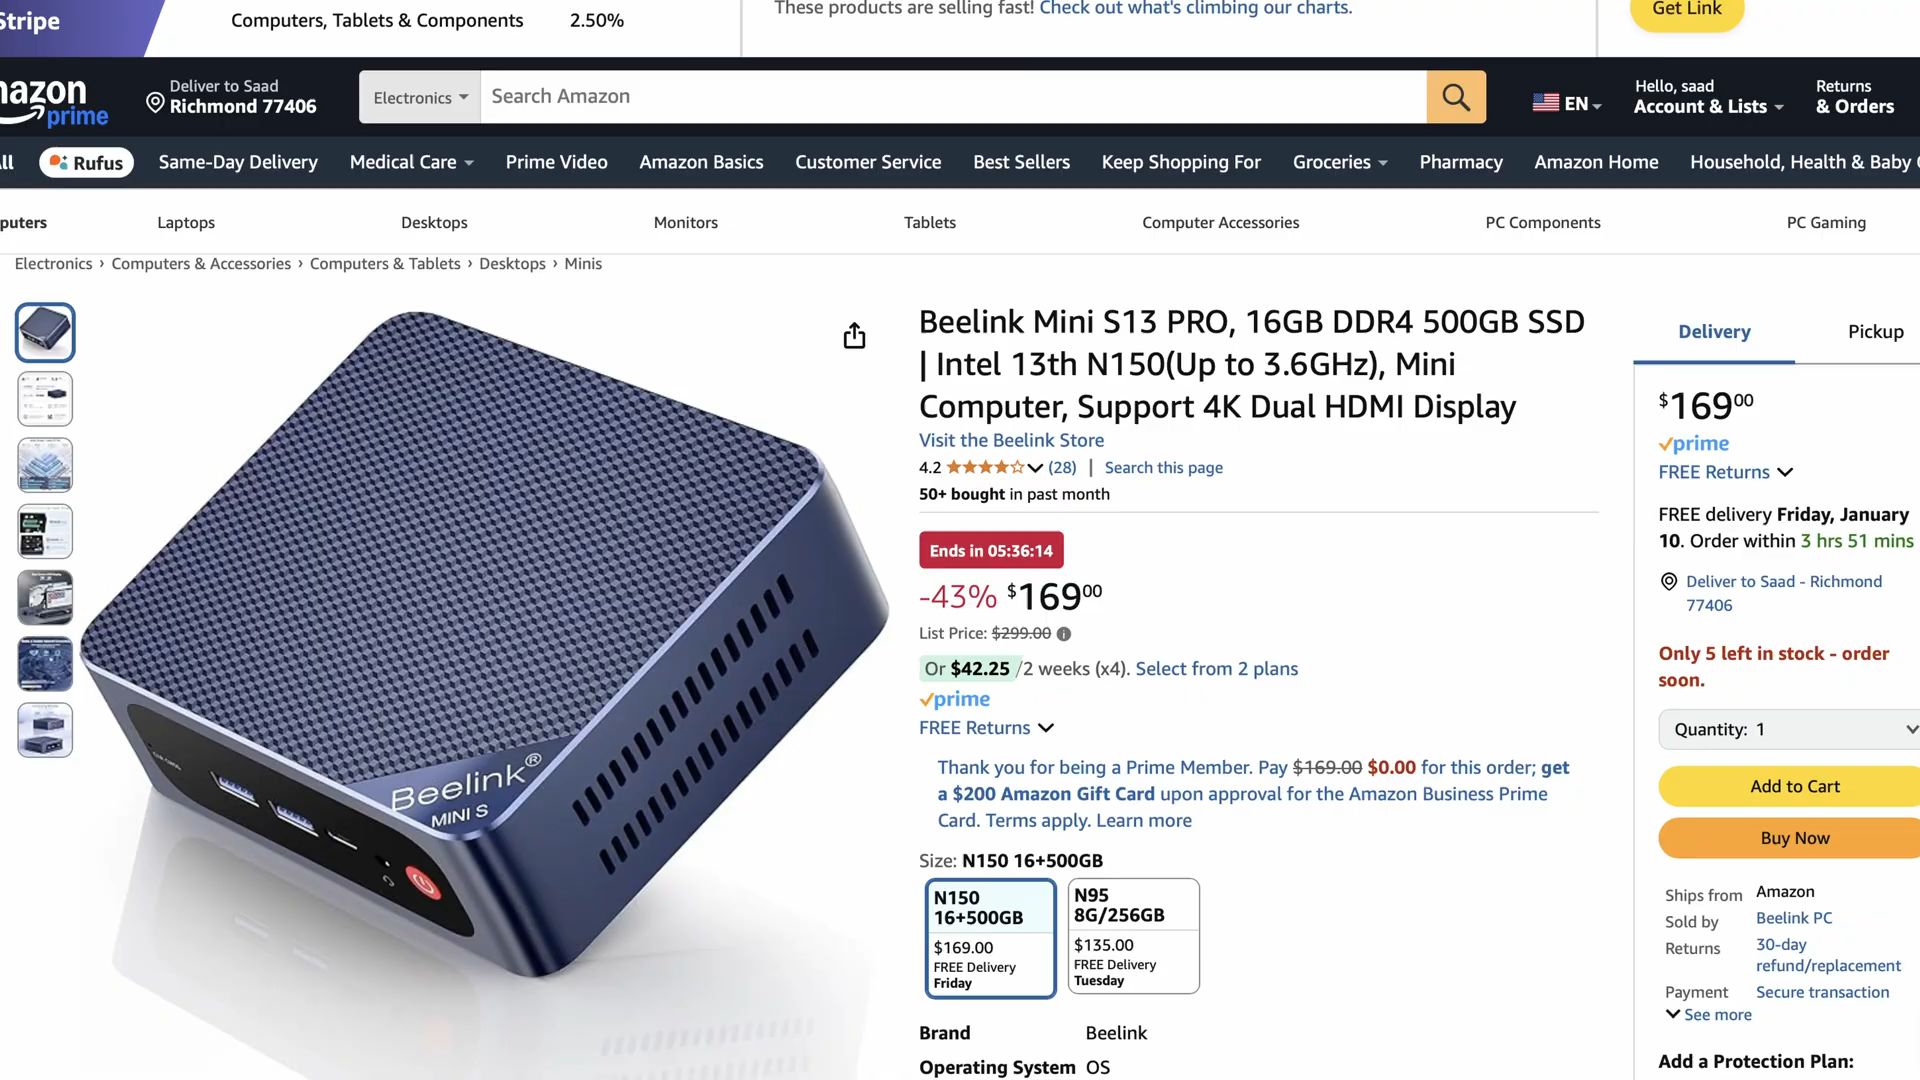 Stripe
Computers, Tablets & Components 2.50%
These products are selling fast! Check out what's climbing our charts.
Get Link
mazon
prime
Deliver to Saad
Richmond 77406
Electronics
Search Amazon
EN
Hello, saad
Account & Lists
Returns
& Orders
ll
Rufus
Same-Day Delivery
Medical Care
Prime Video
Amazon Basics
Customer Service
Best Sellers
Keep Shopping For
Groceries
Pharmacy
Amazon Home
Household, Health & Baby
puters
Laptops
Desktops
Monitors
Tablets
Computer Accessories
PC Components
PC Gaming
Electronics › Computers & Accessories › Computers & Tablets › Desktops › Minis
Beelink®
MINI S
Beelink Mini S13 PRO, 16GB DDR4 500GB SSD
| Intel 13th N150(Up to 3.6GHz), Mini
Computer, Support 4K Dual HDMI Display
Visit the Beelink Store
4.2 (28) | Search this page
50+ bought in past month
Ends in 05:36:14
-43% $16900
List Price: $299.00
Or $42.25 /2 weeks (x4). Select from 2 plans
prime
FREE Returns
Thank you for being a Prime Member. Pay $169.00 $0.00 for this order; get
a $200 Amazon Gift Card upon approval for the Amazon Business Prime
Card. Terms apply. Learn more
Size: N150 16+500GB
N150
16+500GB
$169.00
FREE Delivery
Friday
N95
8G/256GB
$135.00
FREE Delivery
Tuesday
Brand Beelink
Operating System OS
Delivery
Pickup
$16900
prime
FREE Returns
FREE delivery Friday, January
10. Order within 3 hrs 51 mins
Deliver to Saad - Richmond
77406
Only 5 left in stock - order
soon.
Quantity: 1
Add to Cart
Buy Now
Ships from Amazon
Sold by Beelink PC
Returns 30-day
refund/replacement
Payment Secure transaction
See more
Add a Protection Plan: